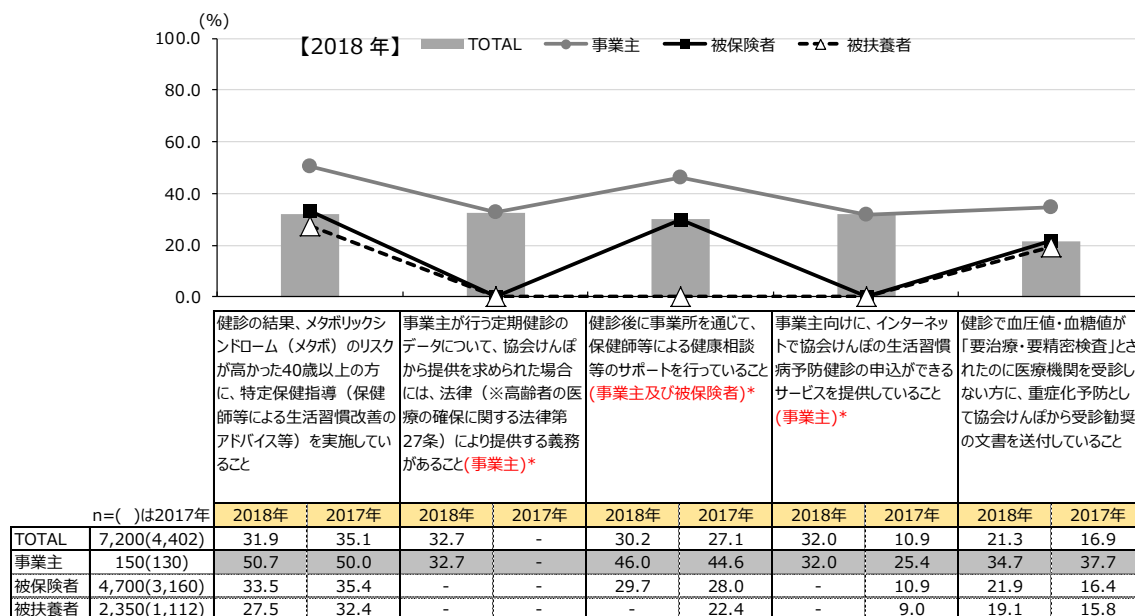 (%)
【2018 年】 TOTAL 事業主 被保険者 被扶養者
100.0
80.0
60.0
40.0
20.0
0.0
健診の結果、メタボリックシ
ンドローム（メタボ）のリスク
が高かった40歳以上の方
に、特定保健指導（保健
師等による生活習慣改善の
アドバイス等）を実施してい
ること
事業主が行う定期健診の
データについて、協会けんぽ
から提供を求められた場合
には、法律（※高齢者の医
療の確保に関する法律第
27条）により提供する義務
があること(事業主)*
健診後に事業所を通じて、
保健師等による健康相談
等のサポートを行っていること
(事業主及び被保険者)*
事業主向けに、インターネッ
トで協会けんぽの生活習慣
病予防健診の申込ができる
サービスを提供していること
(事業主)*
健診で血圧値・血糖値が
「要治療・要精密検査」とさ
れたのに医療機関を受診し
ない方に、重症化予防とし
て協会けんぽから受診勧奨
の文書を送付していること
n=( )は2017年 2018年 2017年 2018年 2017年 2018年 2017年 2018年 2017年 2018年 2017年
TOTAL 7,200(4,402) 31.9 35.1 32.7 - 30.2 27.1 32.0 10.9 21.3 16.9
事業主 150(130) 50.7 50.0 32.7 - 46.0 44.6 32.0 25.4 34.7 37.7
被保険者 4,700(3,160) 33.5 35.4 - - 29.7 28.0 - 10.9 21.9 16.4
被扶養者 2,350(1,112) 27.5 32.4 - - - 22.4 - 9.0 19.1 15.8